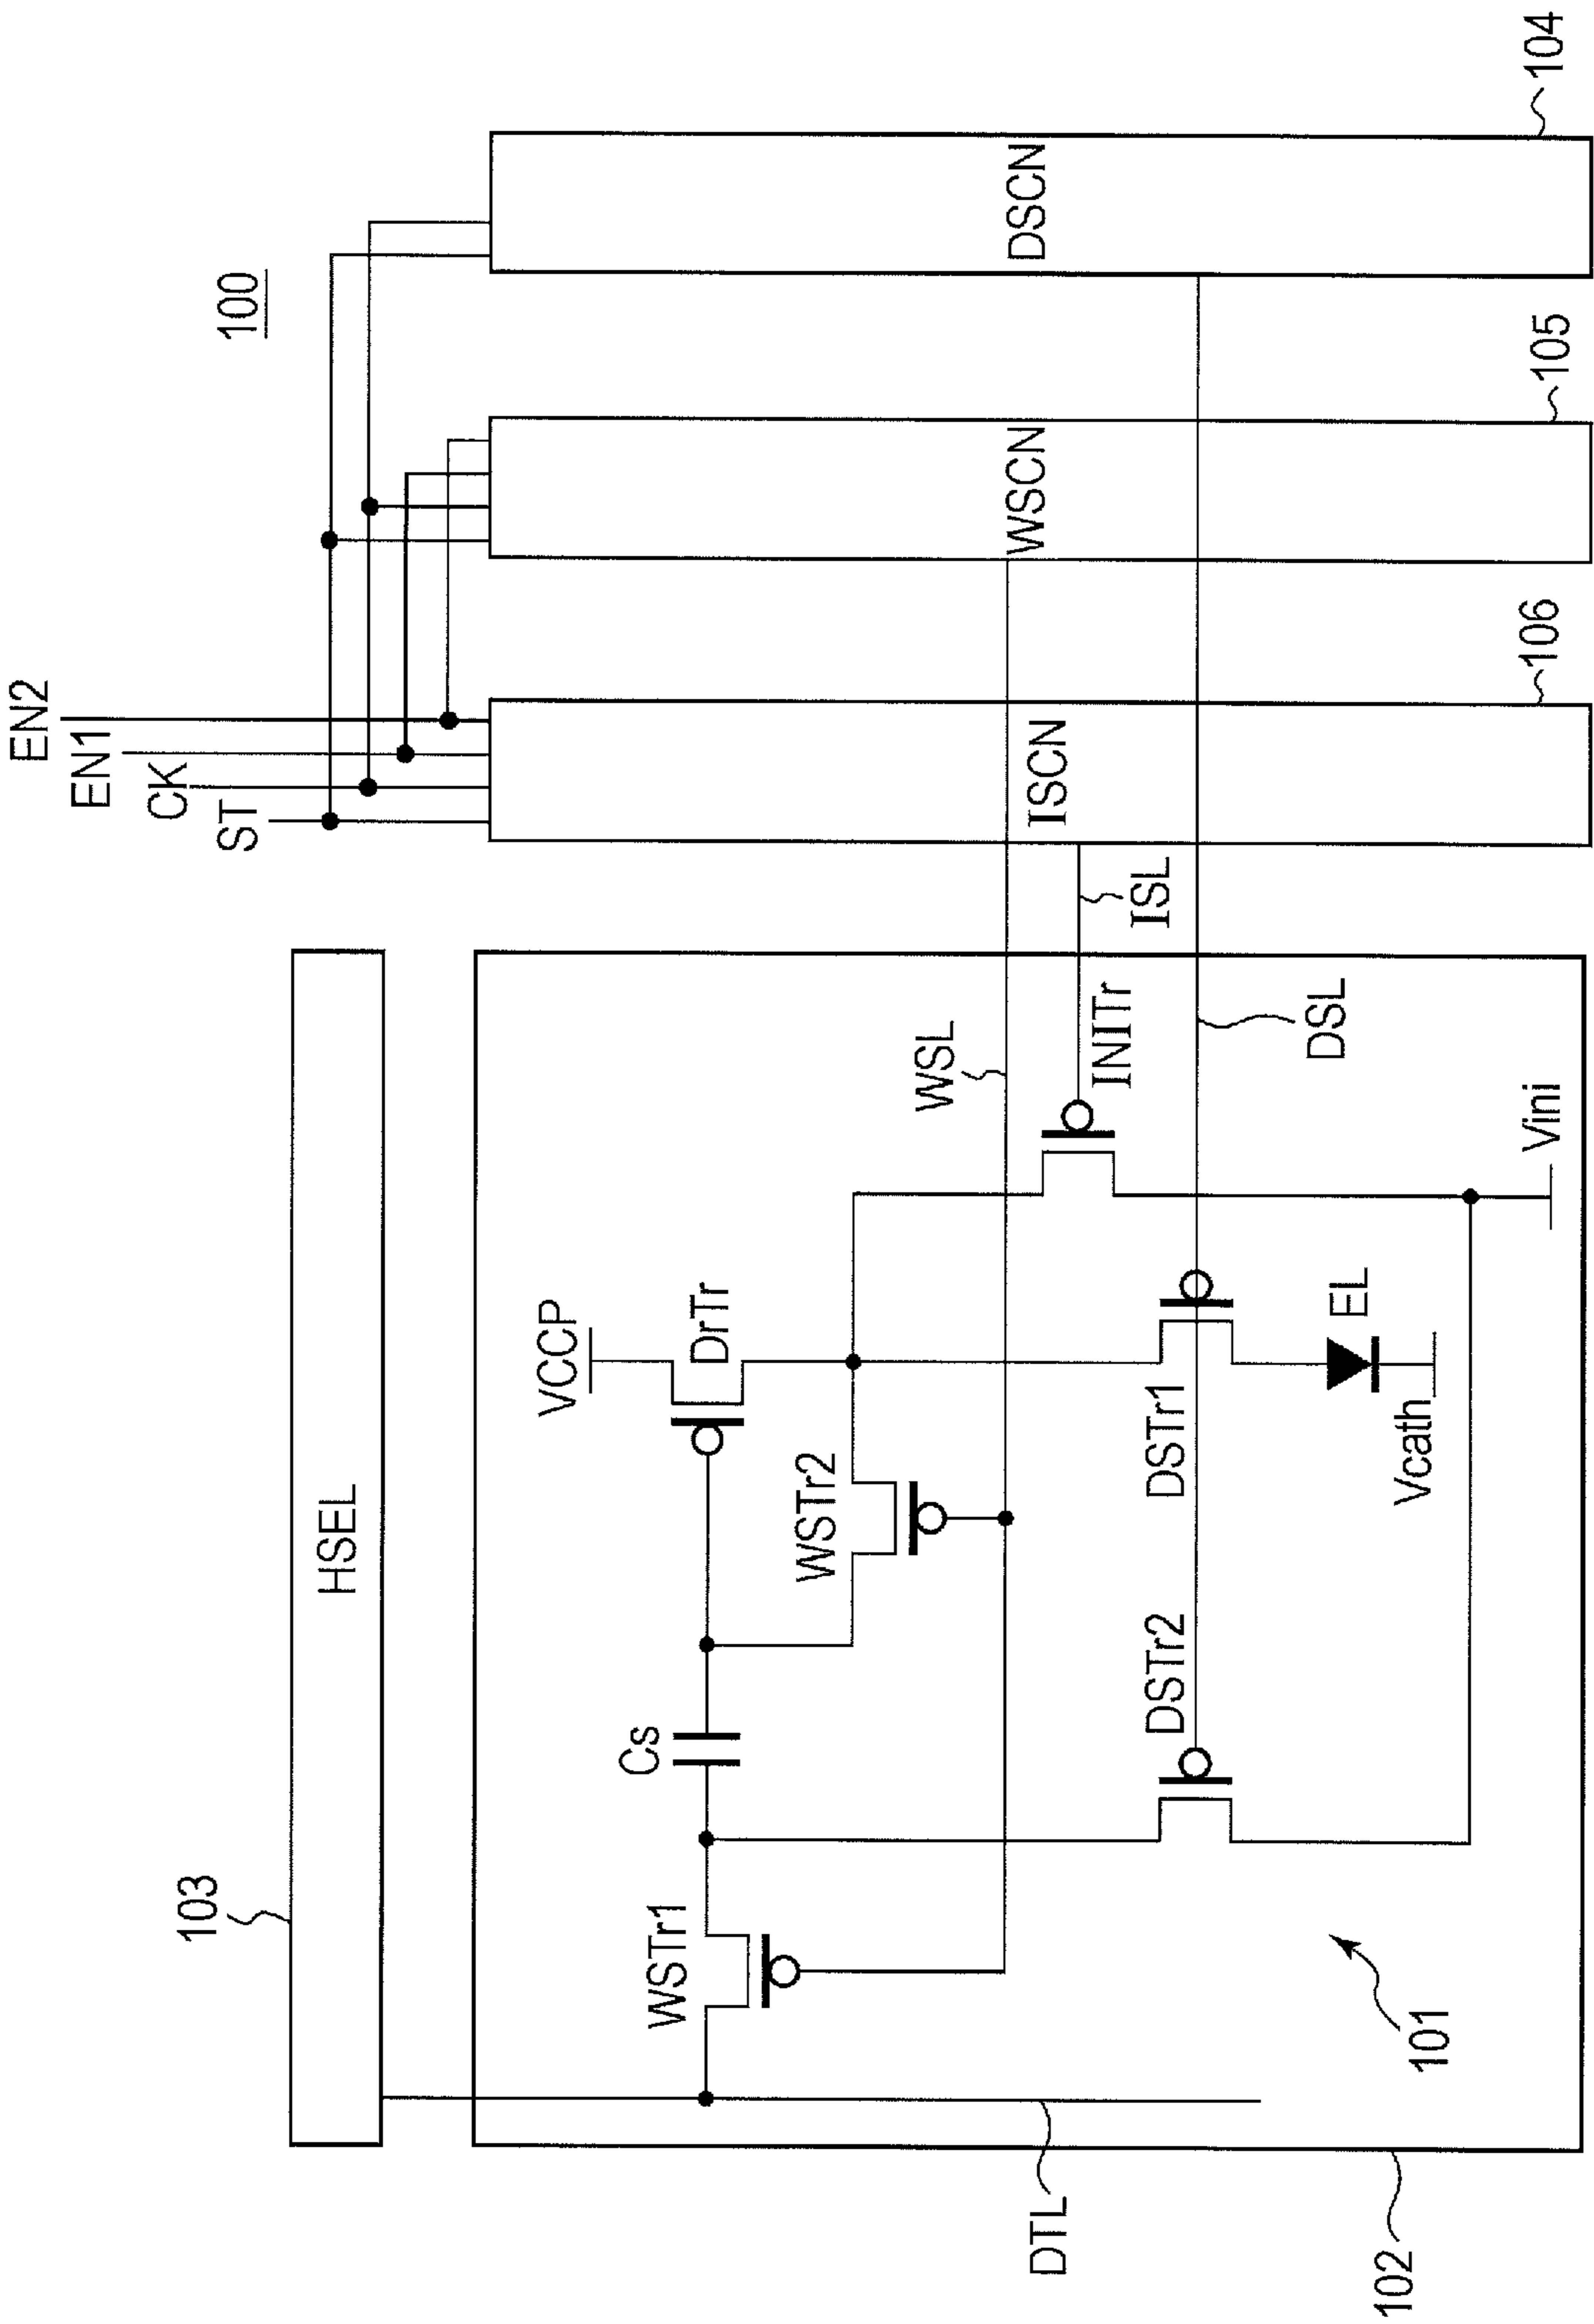 EN2
EN1
CK
ST
100
103
HSEL
ISCN
WSCN
DSCN
106
105
104
VCCP
DrTr
WSTr1
Cs
WSTr2
WSL
INITr
ISL
DSTr2
DSTr1
DSL
EL
Vcath
Vini
DTL
101
102